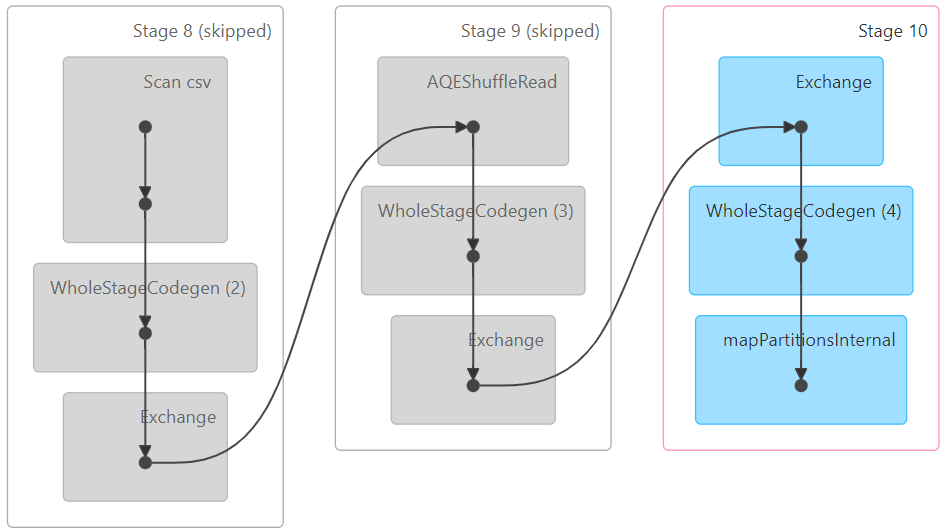 Stage 8 (skipped)
Scan csv
WholeStageCodegen (2)
Exchange
Stage 9 (skipped)
AQEShuffleRead
WholeStageCodegen (3)
Exchange
Stage 10
Exchange
WholeStageCodegen (4)
mapPartitionsInternal